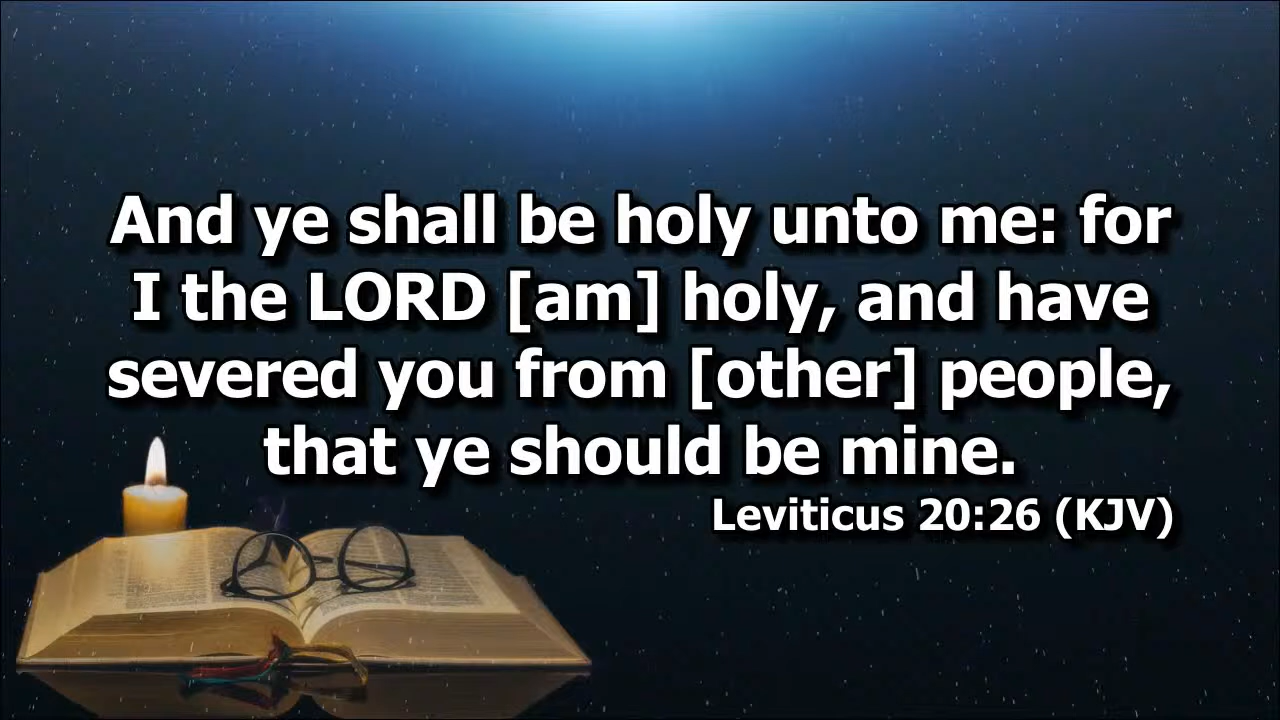 And ye shall be holy unto me: for
I the LORD [am] holy, and have
severed you from [other] people,
that ye should be mine.
Leviticus 20:26 (KJV)